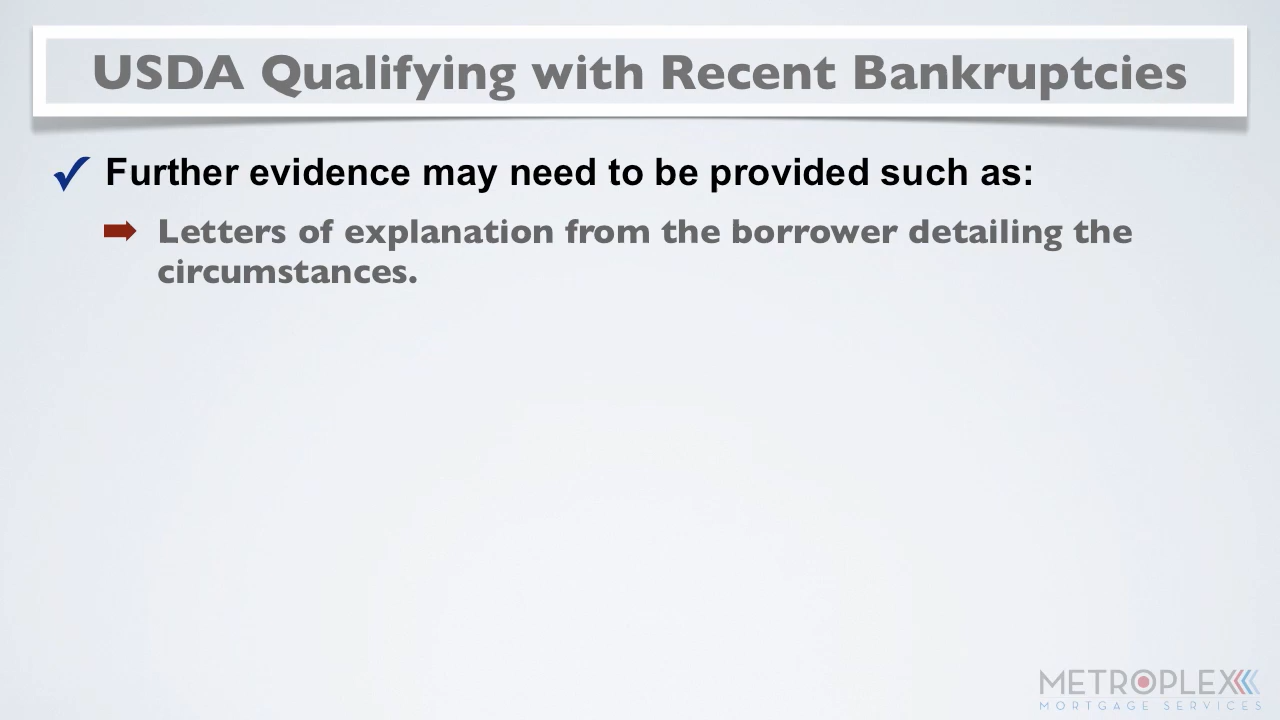 USDA Qualifying with Recent Bankruptcies
Further evidence may need to be provided such as:
Letters of explanation from the borrower detailing the
circumstances.
METROPLEX
MORTGAGE SERVICES